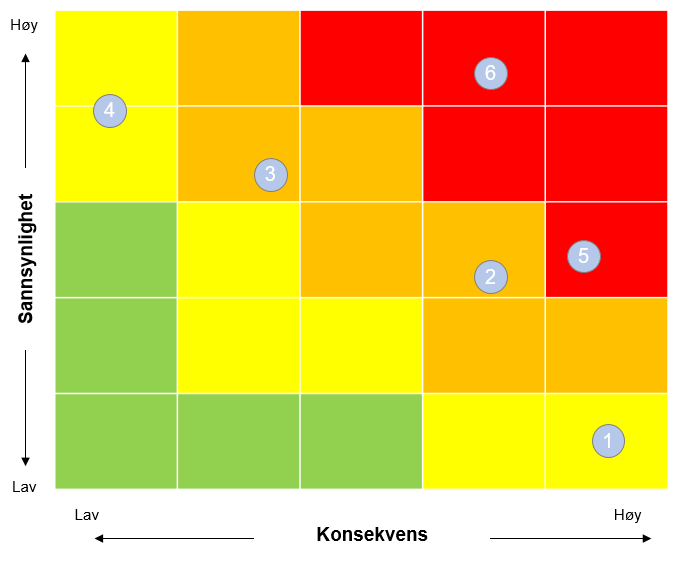 Høy
6
4
3
Sannsynlighet
5
2
1
Lav
Lav
Høy
Konsekvens